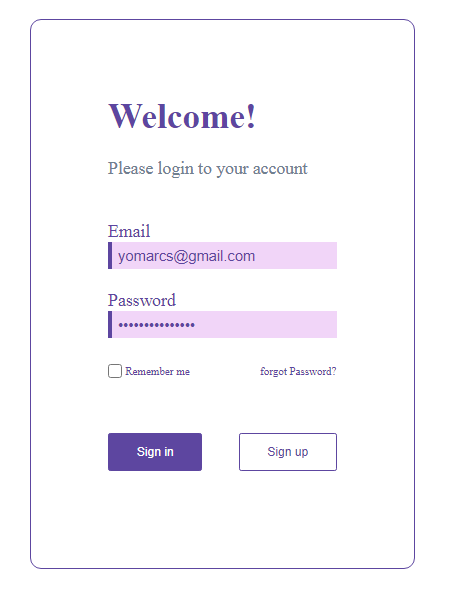 Welcome!
Please login to your account
Email
yomarcs@gmail.com
Password
•••••••••••••••
Remember me forgot Password?
Sign in Sign up